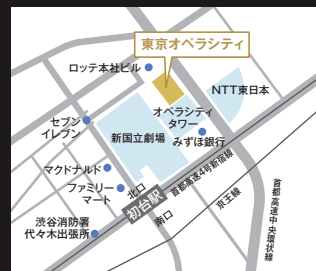 東京オペラシティ
ロッテ本社ビル
NTT東日本
オペラシティ
タワー
セブン
イレブン
新国立劇場
みずほ銀行
マクドナルド
ファミリー
マート
北口
首都高速4号新宿線
初台駅
南口
京王線
首都高速中央環状線
渋谷消防署
代々木出張所